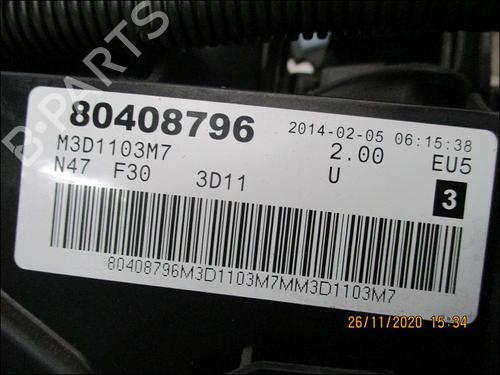 B-PARTS
80408796
2014-02-05 06:15:38
M3D1103M7
2.00
EU5
N47 F30 3D11
U
3
80408796M3D1103M7MM3D1103M7
26/11/2020 15:34